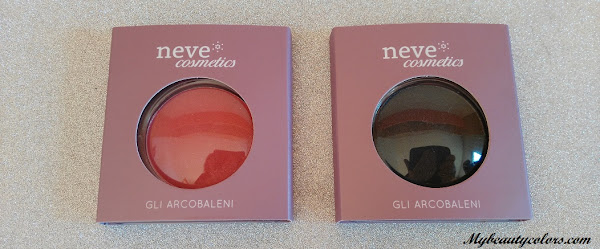 neve
cosmetics
GLI ARCOBALENI
neve
cosmetics
GLI ARCOBALENI
Mybeautycolors.com